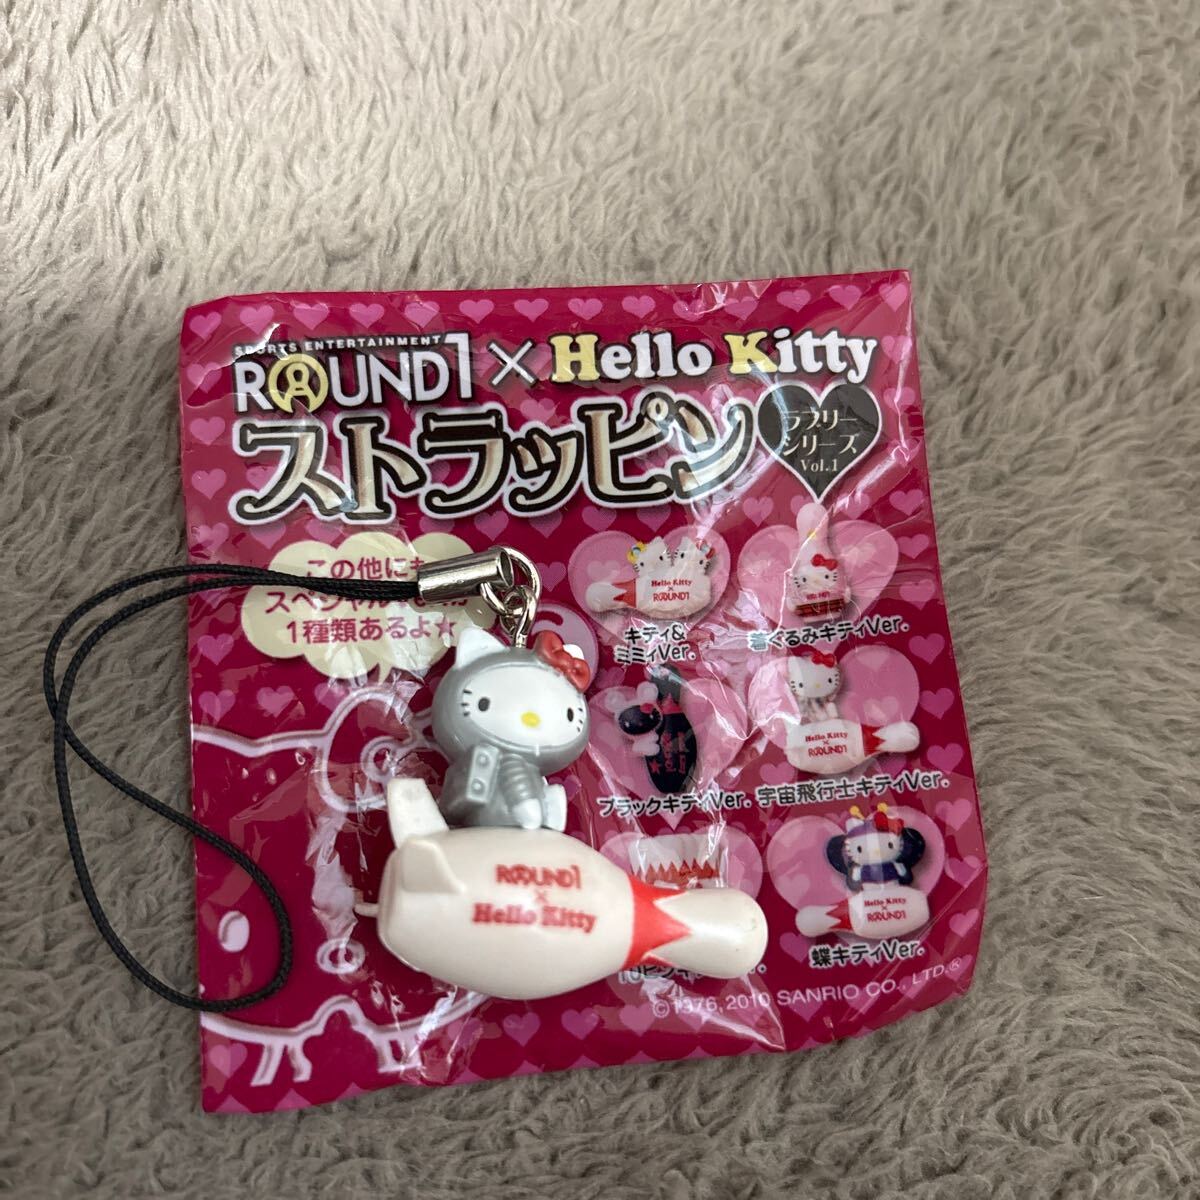 SPORTS ENTERTAINMENT
ROUND1 × Hello Kitty
ストラッピン
ラブリー
シリーズ
Vol.1
この他にも
スペシャル
1種類あるよ★
Hello Kitty
×
ROUND1
キティ&
ミミィVer.
着ぐるみキティVer.
ブラックキティVer.
Hello Kitty
×
ROUND1
宇宙飛行士キティVer.
Hello Kitty
×
ROUND1
蝶キティVer.
ROUND1
×
Hello Kitty
10ピン
©1976,2010 SANRIO CO., LTD.®